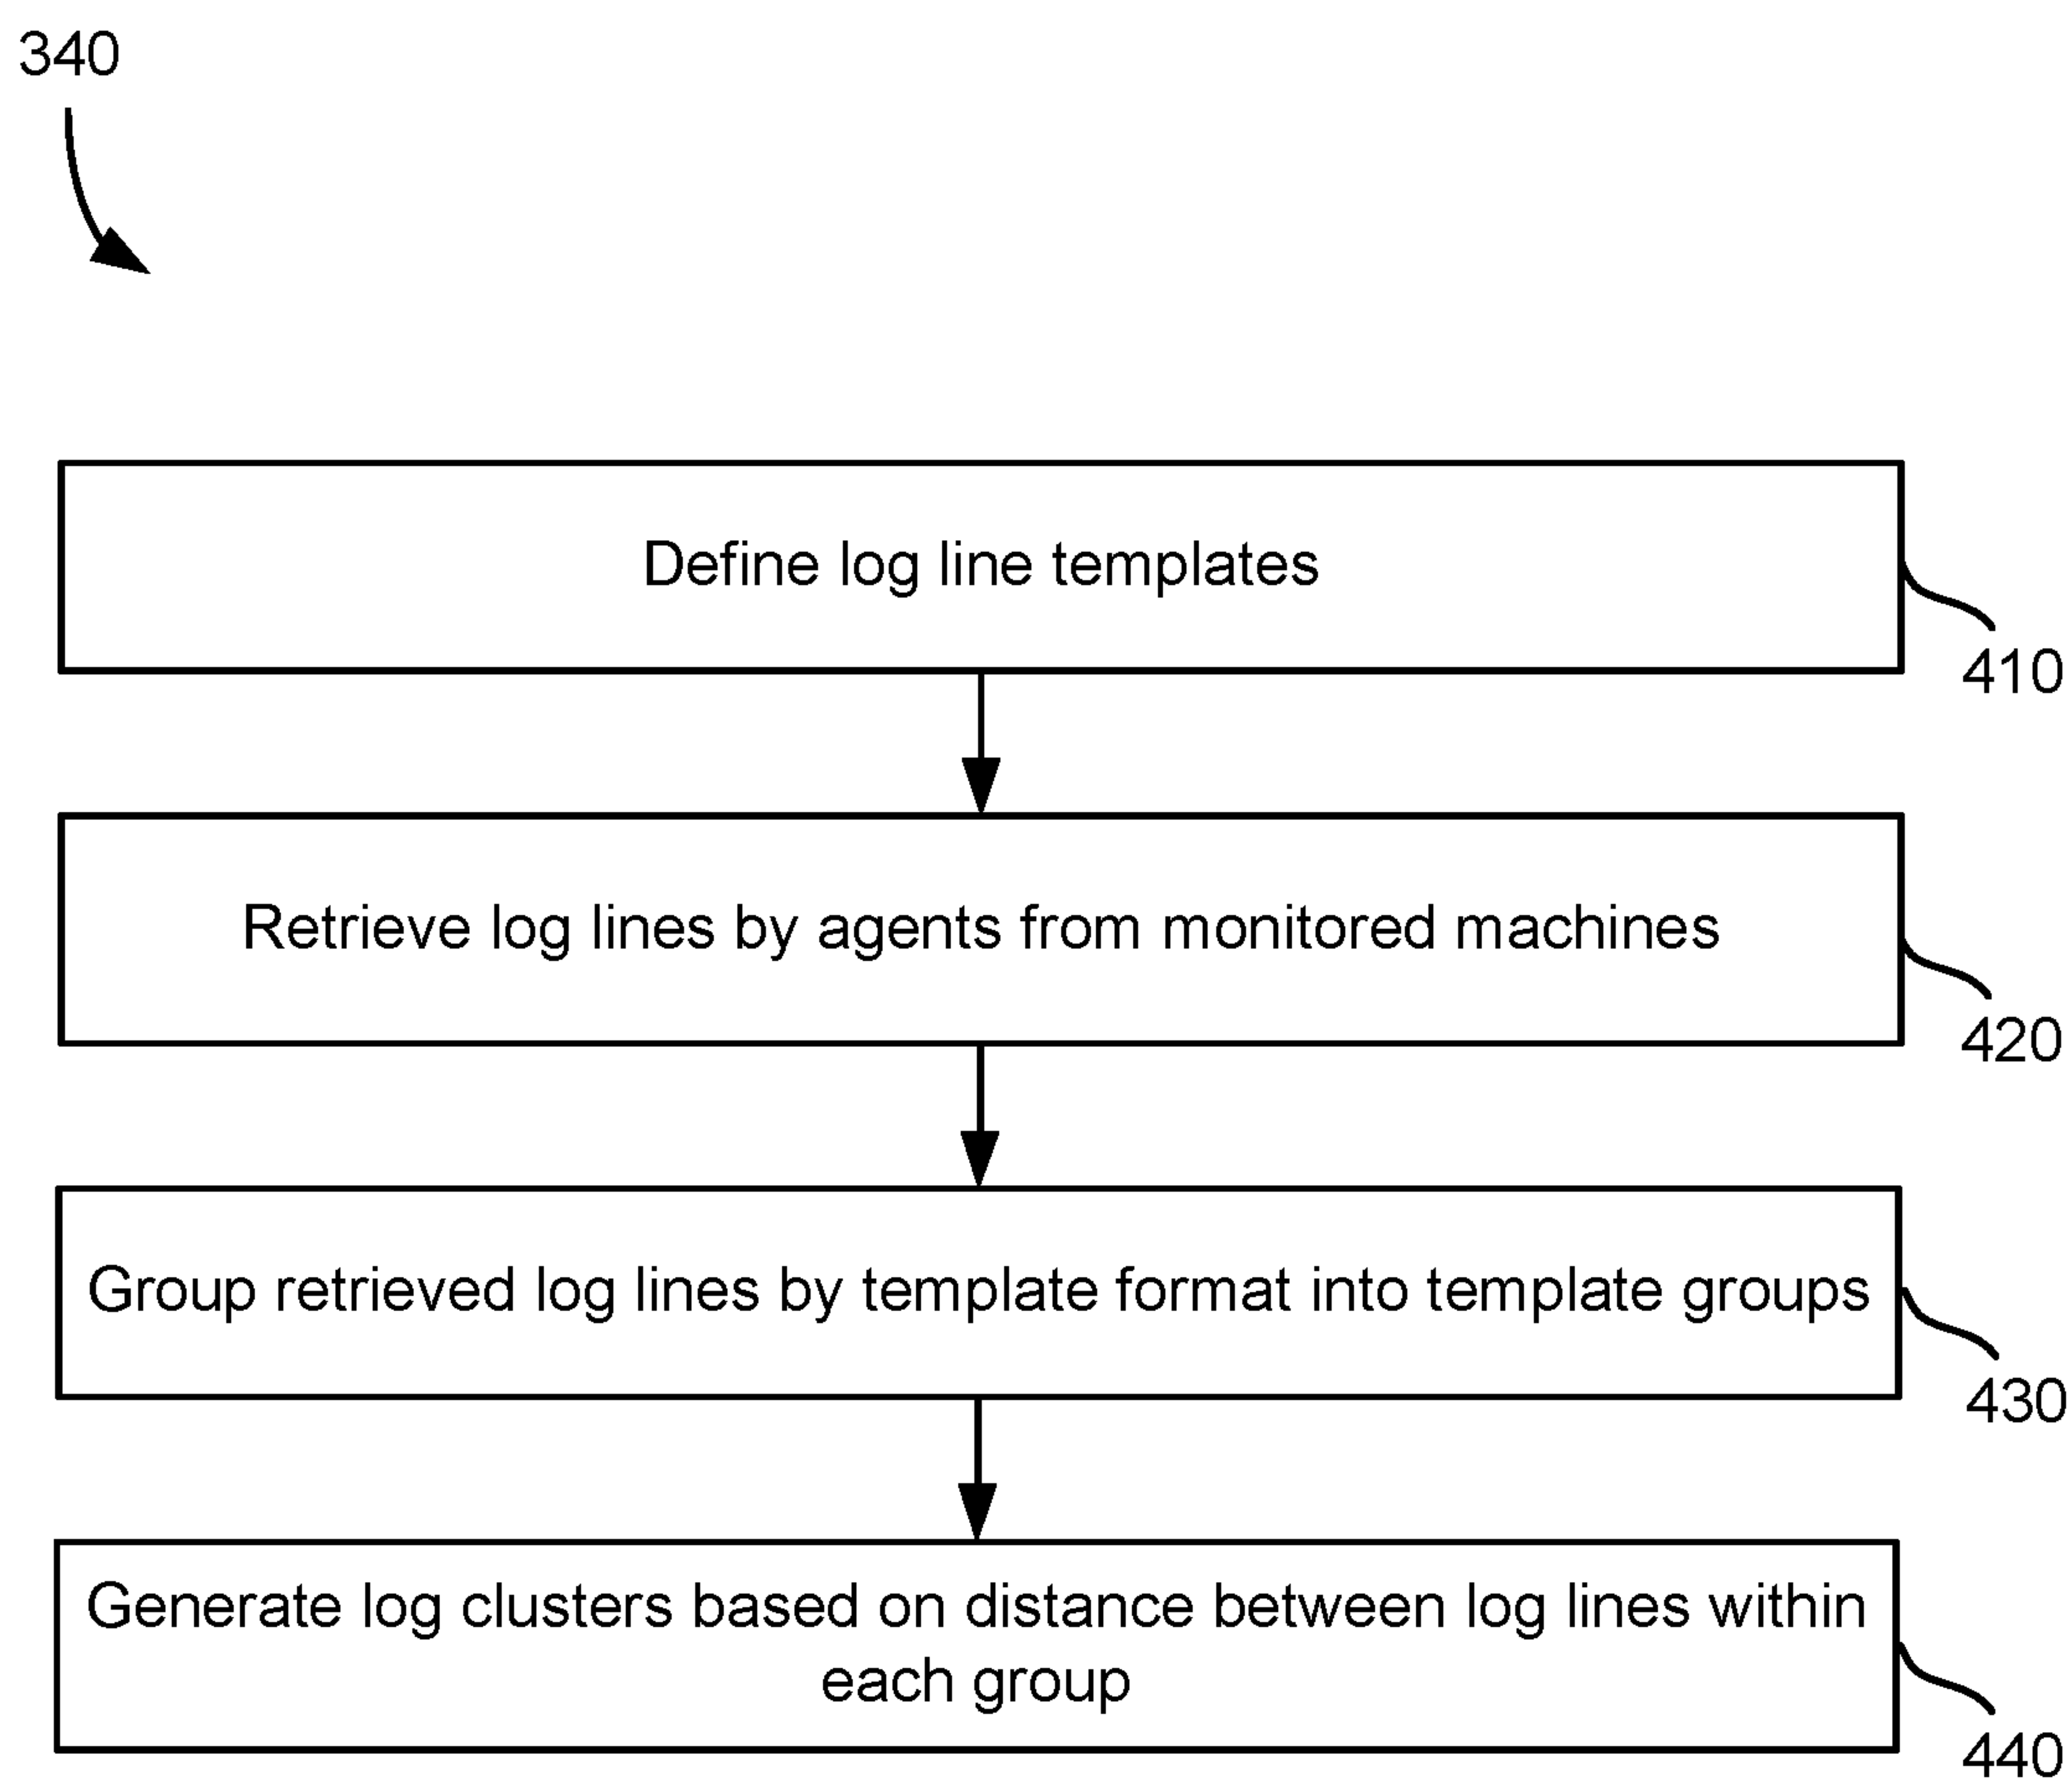 340
Define log line templates
410
Retrieve log lines by agents from monitored machines
420
Group retrieved log lines by template format into template groups
430
Generate log clusters based on distance between log lines within
each group
440